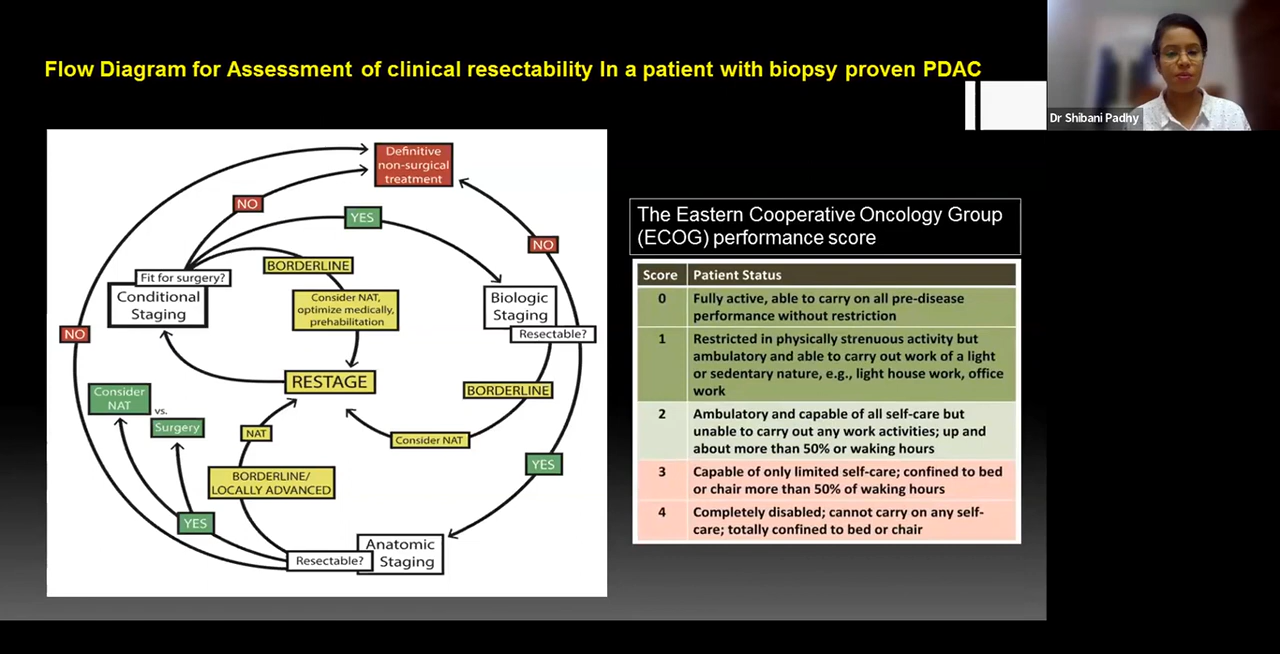 Flow Diagram for Assessment of clinical resectability In a patient with biopsy proven PDAC
Dr Shibani Padhy
Definitive
non-surgical
treatment
NO
YES
NO
BORDERLINE
Fit for surgery?
Conditional
Staging
Consider NAT,
optimize medically,
prehabilitation
Biologic
Staging
Resectable?
NO
RESTAGE
BORDERLINE
Consider
NAT
vs.
Surgery
NAT
Consider NAT
YES
BORDERLINE/
LOCALLY ADVANCED
YES
Anatomic
Staging
Resectable?
The Eastern Cooperative Oncology Group
(ECOG) performance score
Score Patient Status
0 Fully active, able to carry on all pre-disease
performance without restriction
1 Restricted in physically strenuous activity but
ambulatory and able to carry out work of a light
or sedentary nature, e.g., light house work, office
work
2 Ambulatory and capable of all self-care but
unable to carry out any work activities; up and
about more than 50% or waking hours
3 Capable of only limited self-care; confined to bed
or chair more than 50% of waking hours
4 Completely disabled; cannot carry on any self-
care; totally confined to bed or chair